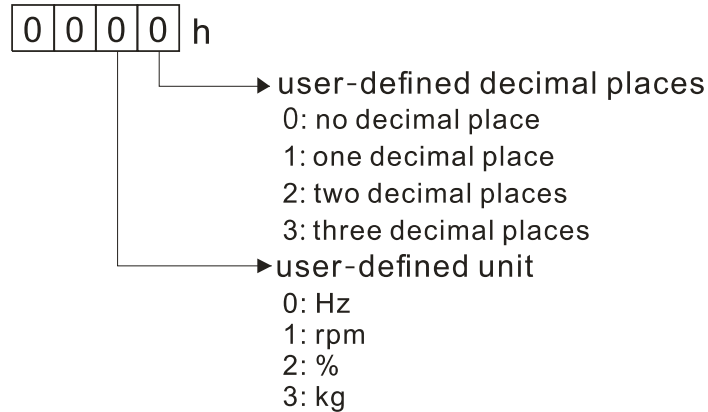 0 0 0 0 h
user-defined decimal places
0: no decimal place
1: one decimal place
2: two decimal places
3: three decimal places
user-defined unit
0: Hz
1: rpm
2: %
3: kg